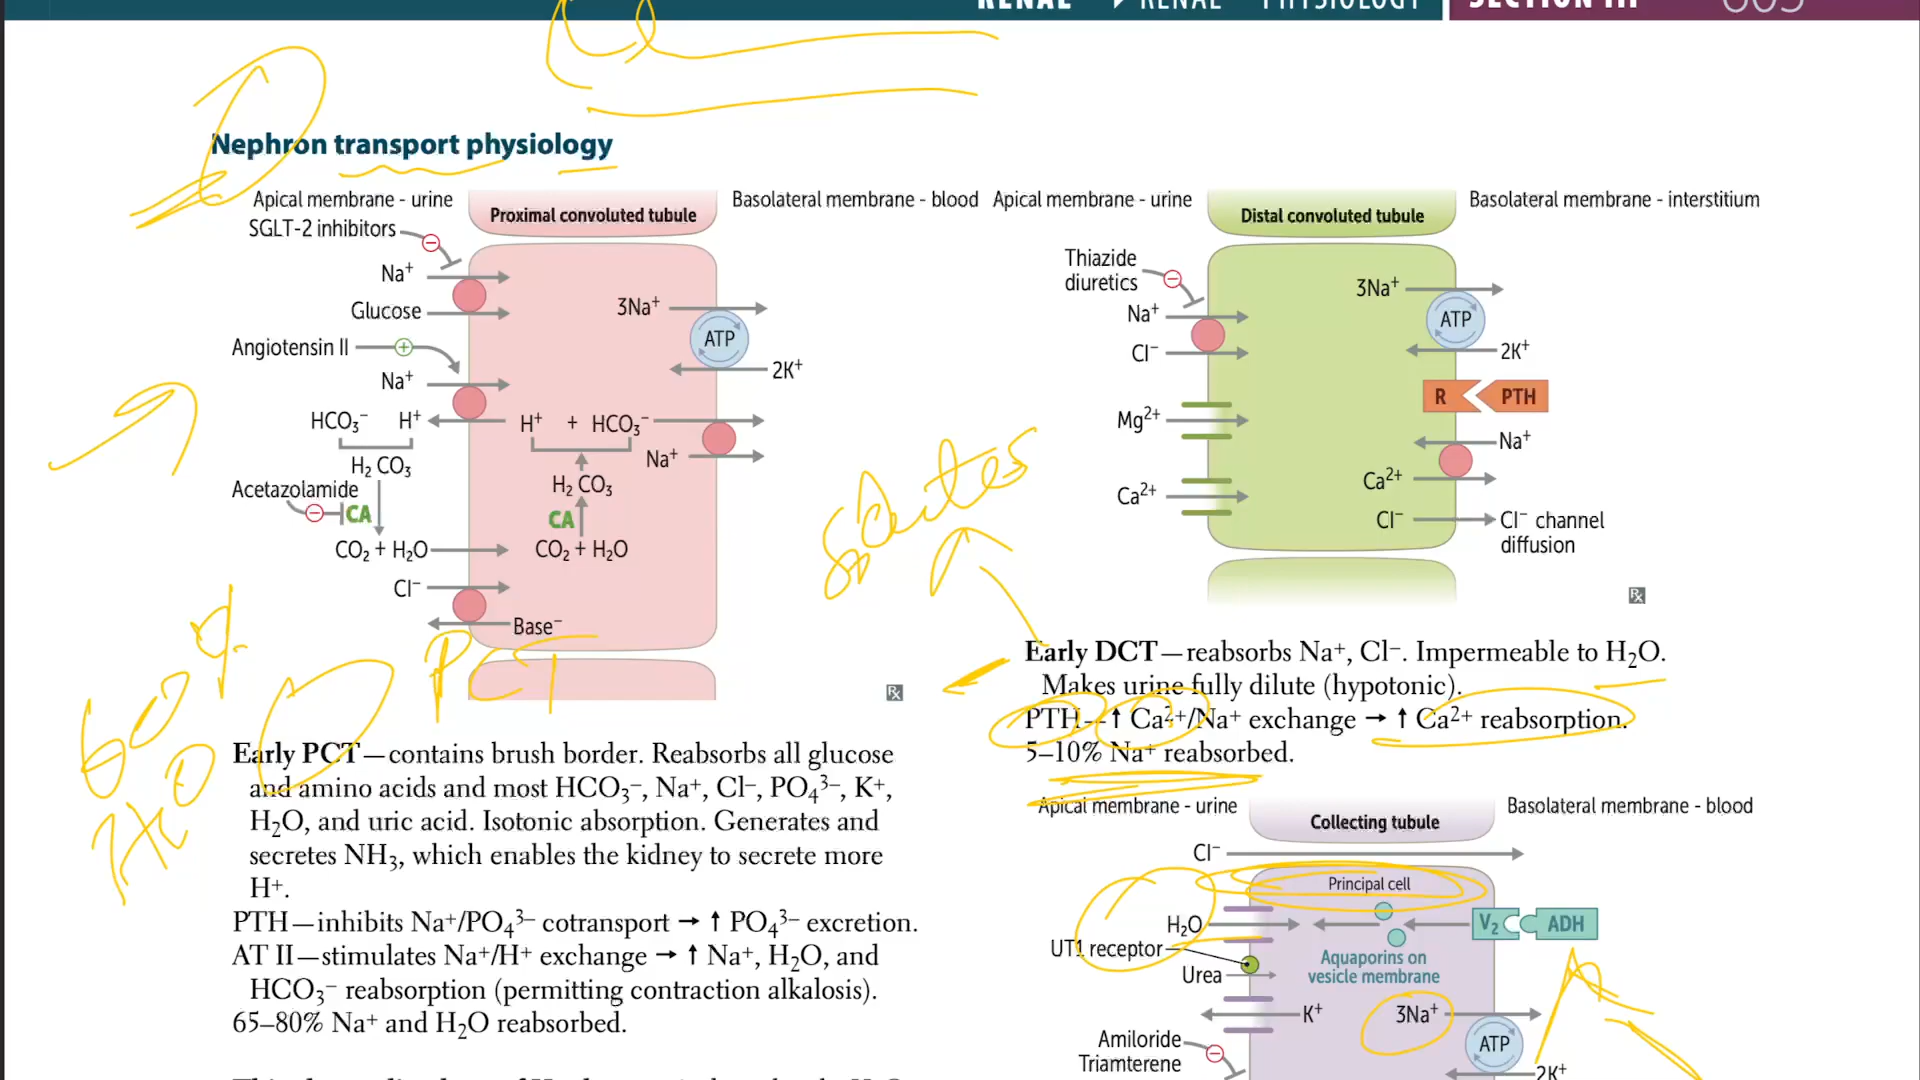 RENAL ▶ RENAL PHYSIOLOGY SECTION III 605
Nephron transport physiology
Apical membrane - urine
Proximal convoluted tubule
Basolateral membrane - blood
SGLT-2 inhibitors
Na⁺
Glucose
3Na⁺
ATP
2K⁺
Angiotensin II
Na⁺
HCO₃⁻ H⁺
H⁺ + HCO₃⁻
Na⁺
H₂CO₃
H₂CO₃
Acetazolamide
CA
CA
CO₂ + H₂O
CO₂ + H₂O
Cl⁻
Base⁻
PCT
60%
H₂O
Rx
Early PCT—contains brush border. Reabsorbs all glucose
and amino acids and most HCO₃⁻, Na⁺, Cl⁻, PO₄³⁻, K⁺,
H₂O, and uric acid. Isotonic absorption. Generates and
secretes NH₃, which enables the kidney to secrete more
H⁺.
PTH—inhibits Na⁺/PO₄³⁻ cotransport → ↑ PO₄³⁻ excretion.
AT II—stimulates Na⁺/H⁺ exchange → ↑ Na⁺, H₂O, and
HCO₃⁻ reabsorption (permitting contraction alkalosis).
65–80% Na⁺ and H₂O reabsorbed.
Apical membrane - urine
Distal convoluted tubule
Basolateral membrane - interstitium
Thiazide
diuretics
Na⁺
Cl⁻
3Na⁺
ATP
2K⁺
R PTH
Mg²⁺
Na⁺
Ca²⁺
Ca²⁺
Cl⁻
Cl⁻ channel
diffusion
solutes
Rx
Early DCT—reabsorbs Na⁺, Cl⁻. Impermeable to H₂O.
Makes urine fully dilute (hypotonic).
PTH—↑ Ca²⁺/Na⁺ exchange → ↑ Ca²⁺ reabsorption.
5–10% Na⁺ reabsorbed.
Apical membrane - urine
Collecting tubule
Basolateral membrane - blood
Cl⁻
Principal cell
H₂O
V₂ ADH
UT1 receptor
Aquaporins on
vesicle membrane
Urea
K⁺
3Na⁺
ATP
Amiloride
Triamterene
2K⁺